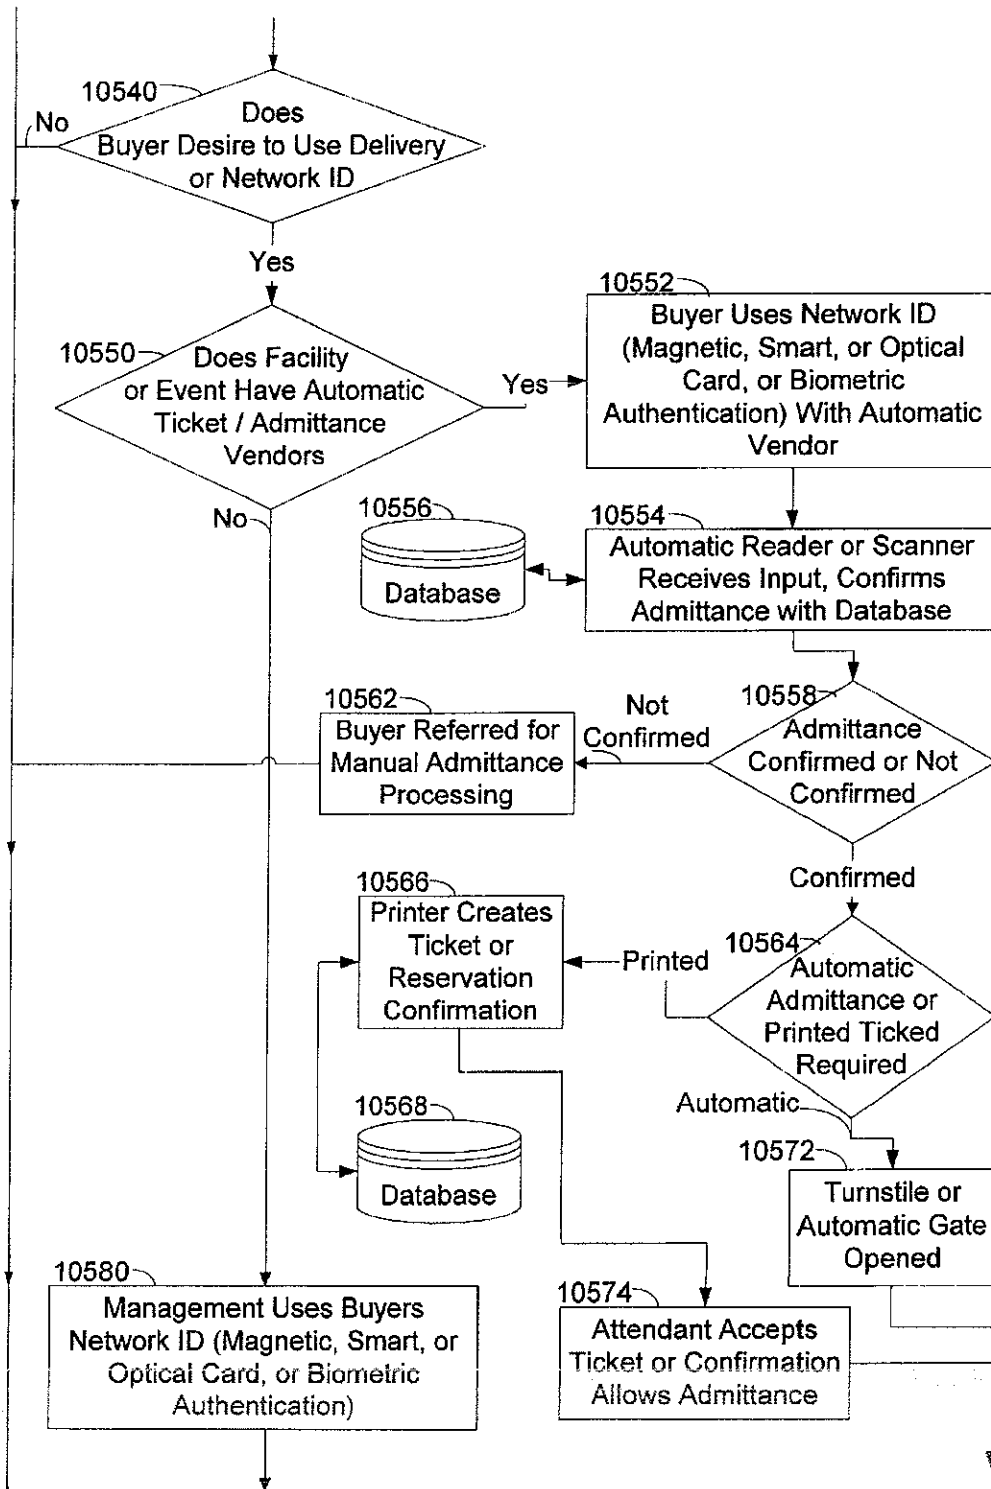 10540
No
Does
Buyer Desire to Use Delivery
or Network ID
Yes
10550
Does Facility
or Event Have Automatic
Ticket / Admittance
Vendors
Yes
No
10552
Buyer Uses Network ID
(Magnetic, Smart, or Optical
Card, or Biometric
Authentication) With Automatic
Vendor
10556
Database
10554
Automatic Reader or Scanner
Receives Input, Confirms
Admittance with Database
10558
Admittance
Confirmed or Not
Confirmed
Not
Confirmed
10562
Buyer Referred for
Manual Admittance
Processing
Confirmed
10564
Automatic
Admittance or
Printed Ticked
Required
Printed
10566
Printer Creates
Ticket or
Reservation
Confirmation
10568
Database
Automatic
10572
Turnstile or
Automatic Gate
Opened
10574
Attendant Accepts
Ticket or Confirmation
Allows Admittance
10580
Management Uses Buyers
Network ID (Magnetic, Smart, or
Optical Card, or Biometric
Authentication)